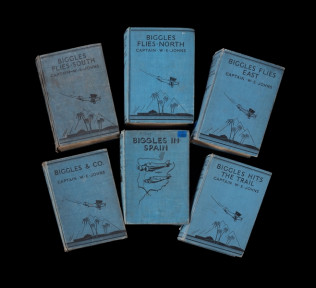 BIGGLES
FLIES·NORTH
CAPTAIN W·E·JOHNS
BIGGLES
FLIES·NORTH
CAPTAIN W·E·JOHNS
BIGGLES FLIES
EAST
CAPTAIN W·E·JOHNS
BIGGLES & CO
CAPTAIN W·E·JOHNS
BIGGLES IN
SPAIN
BIGGLES HITS
THE TRAIL
CAPTAIN W·E·JOHNS